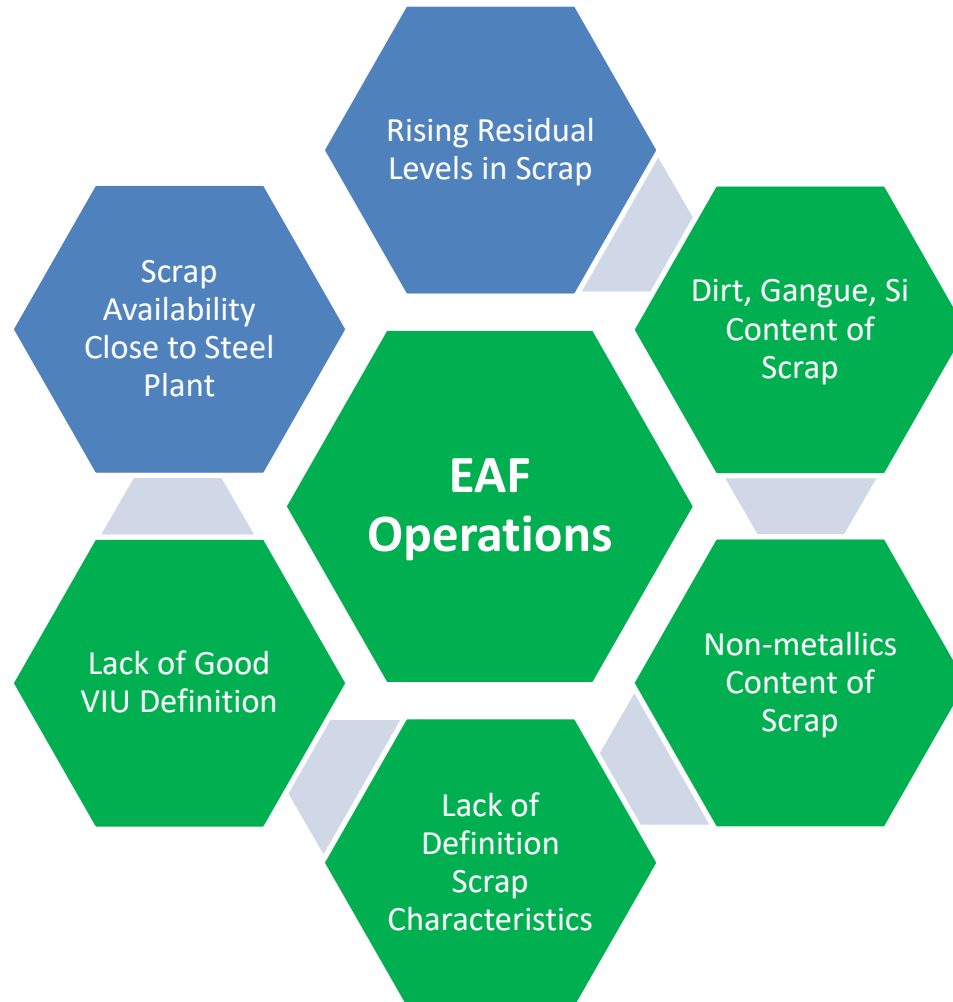 Rising Residual
Levels in Scrap
Scrap
Availability
Close to Steel
Plant
Dirt, Gangue, Si
Content of
Scrap
EAF
Operations
Lack of Good
VIU Definition
Non-metallics
Content of
Scrap
Lack of
Definition
Scrap
Characteristics